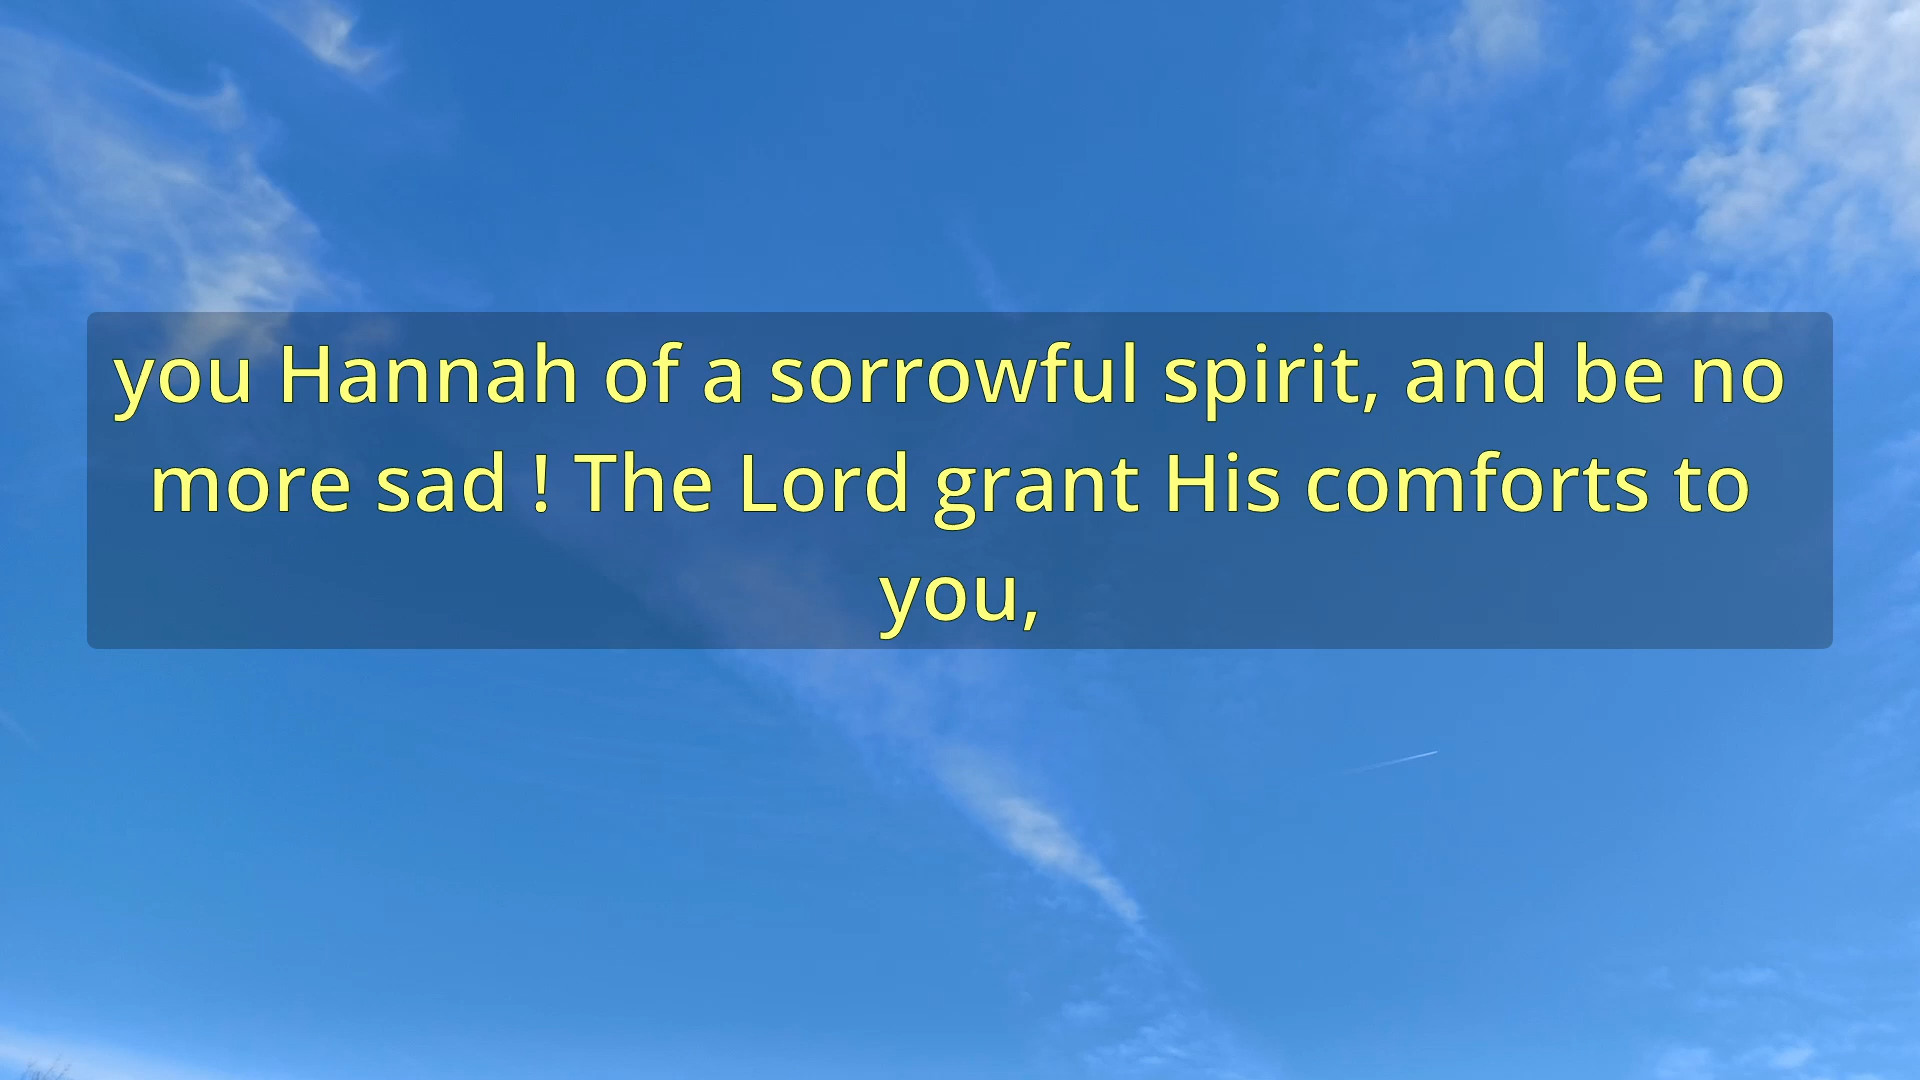 you Hannah of a sorrowful spirit, and be no
more sad ! The Lord grant His comforts to
you,